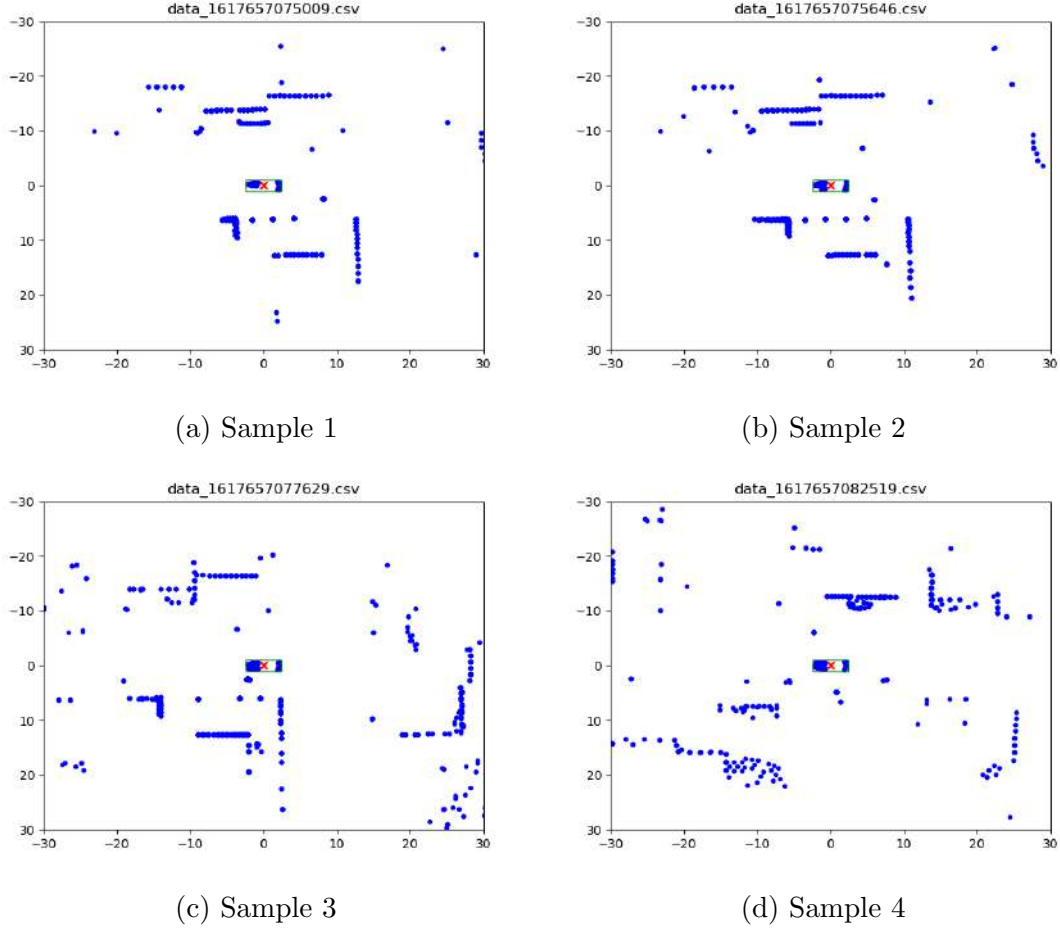 data_1617657075009.csv
−30
−20
−10
0
10
20
30
−30 −20 −10 0 10 20 30
(a) Sample 1
data_1617657075646.csv
−30
−20
−10
0
10
20
30
−30 −20 −10 0 10 20 30
(b) Sample 2
data_1617657077629.csv
−30
−20
−10
0
10
20
30
−30 −20 −10 0 10 20 30
(c) Sample 3
data_1617657082519.csv
−30
−20
−10
0
10
20
30
−30 −20 −10 0 10 20 30
(d) Sample 4